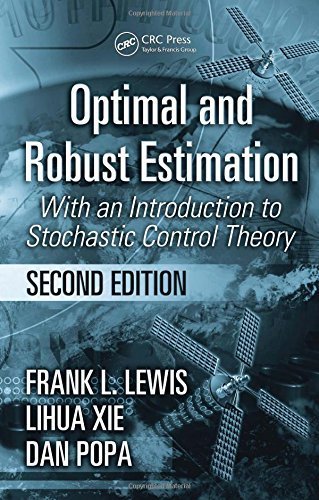 CRC
CRC Press
Taylor & Francis Group
Optimal and
Robust Estimation
With an Introduction to
Stochastic Control Theory
SECOND EDITION
FRANK L. LEWIS
LIHUA XIE
DAN POPA